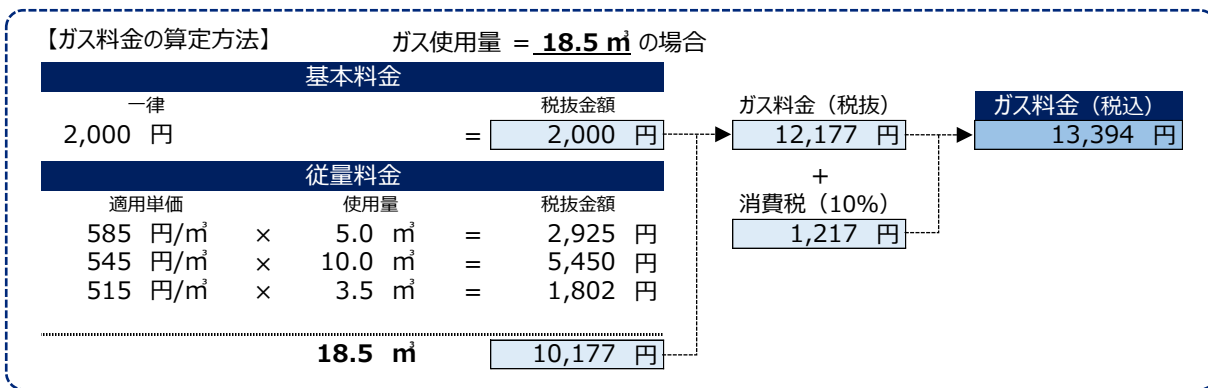 【ガス料金の算定方法】 ガス使用量 = 18.5 ㎥ の場合
基本料金
一律 税抜金額
2,000 円 = 2,000 円
従量料金
適用単価 使用量 税抜金額
585 円/㎥ × 5.0 ㎥ = 2,925 円
545 円/㎥ × 10.0 ㎥ = 5,450 円
515 円/㎥ × 3.5 ㎥ = 1,802 円
18.5 ㎥ 10,177 円
ガス料金（税抜）
12,177 円
+
消費税（10%）
1,217 円
ガス料金（税込）
13,394 円